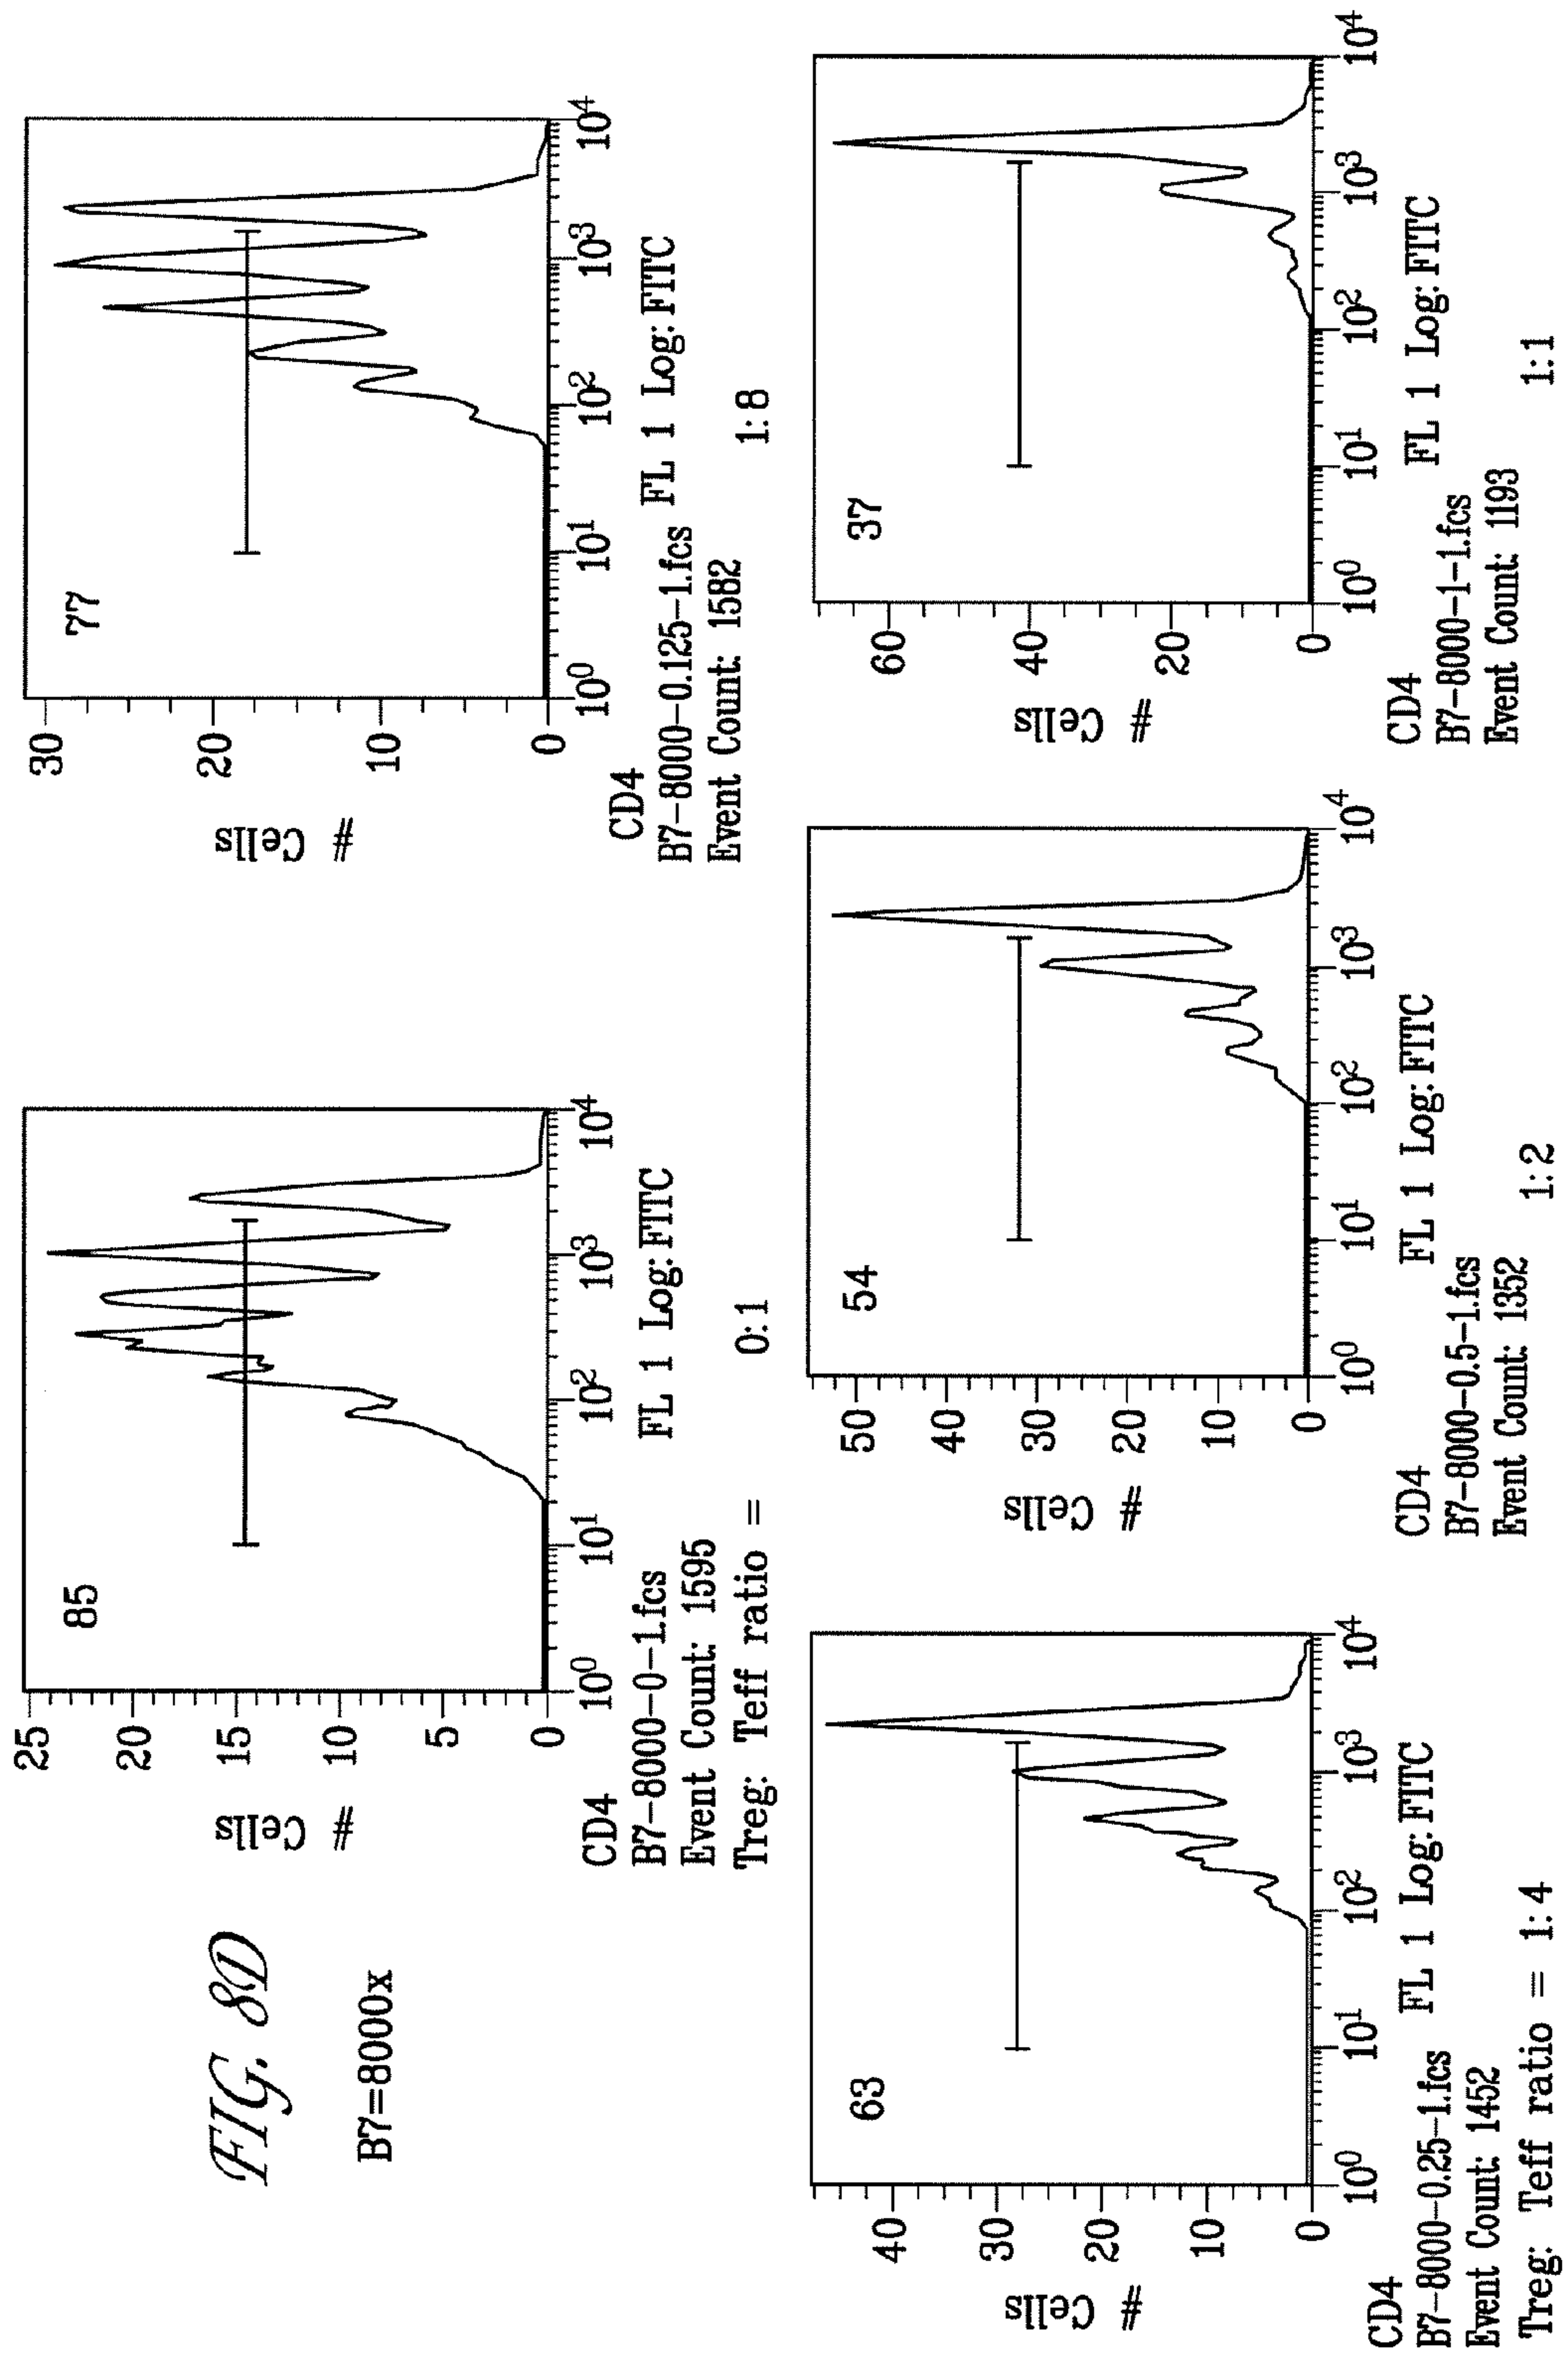 FIG. 8D
B7=8000x
85
# Cells
25
20
15
10
5
0
10^0 10^1 10^2 10^3 10^4
CD4 FL 1 Log: FITC
B7-8000-0-1.fcs
Event Count: 1595
Treg: Teff ratio = 0:1
77
# Cells
30
20
10
0
10^0 10^1 10^2 10^3 10^4
CD4 FL 1 Log: FITC
B7-8000-0.125-1.fcs
Event Count: 1582
1:8
63
# Cells
40
30
20
10
0
10^0 10^1 10^2 10^3 10^4
CD4 FL 1 Log: FITC
B7-8000-0.25-1.fcs
Event Count: 1452
Treg: Teff ratio = 1:4
54
# Cells
50
40
30
20
10
0
10^0 10^1 10^2 10^3 10^4
CD4 FL 1 Log: FITC
B7-8000-0.5-1.fcs
Event Count: 1352
1:2
37
# Cells
60
40
20
0
10^0 10^1 10^2 10^3 10^4
CD4 FL 1 Log: FITC
B7-8000-1-1.fcs
Event Count: 1193
1:1